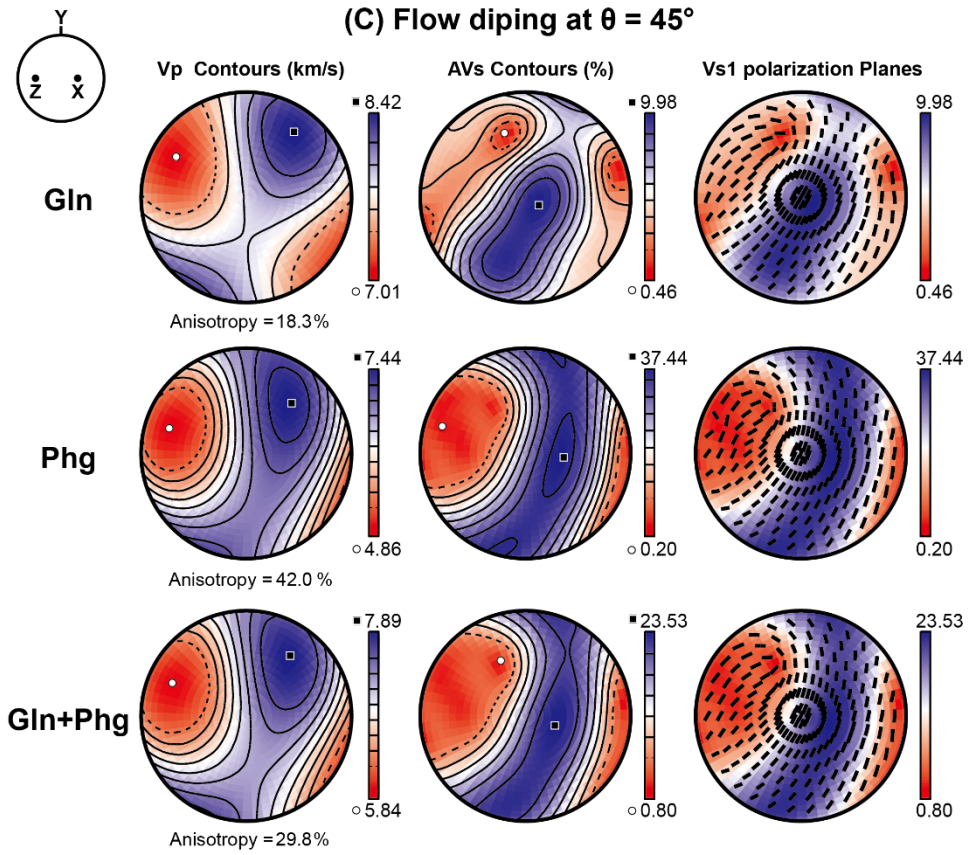 (C) Flow diping at θ = 45°
Y
Z X
Vp Contours (km/s)
AVs Contours (%)
Vs1 polarization Planes
Gln
8.42
7.01
Anisotropy = 18.3%
9.98
0.46
9.98
0.46
Phg
7.44
4.86
Anisotropy = 42.0 %
37.44
0.20
37.44
0.20
Gln+Phg
7.89
5.84
Anisotropy = 29.8%
23.53
0.80
23.53
0.80